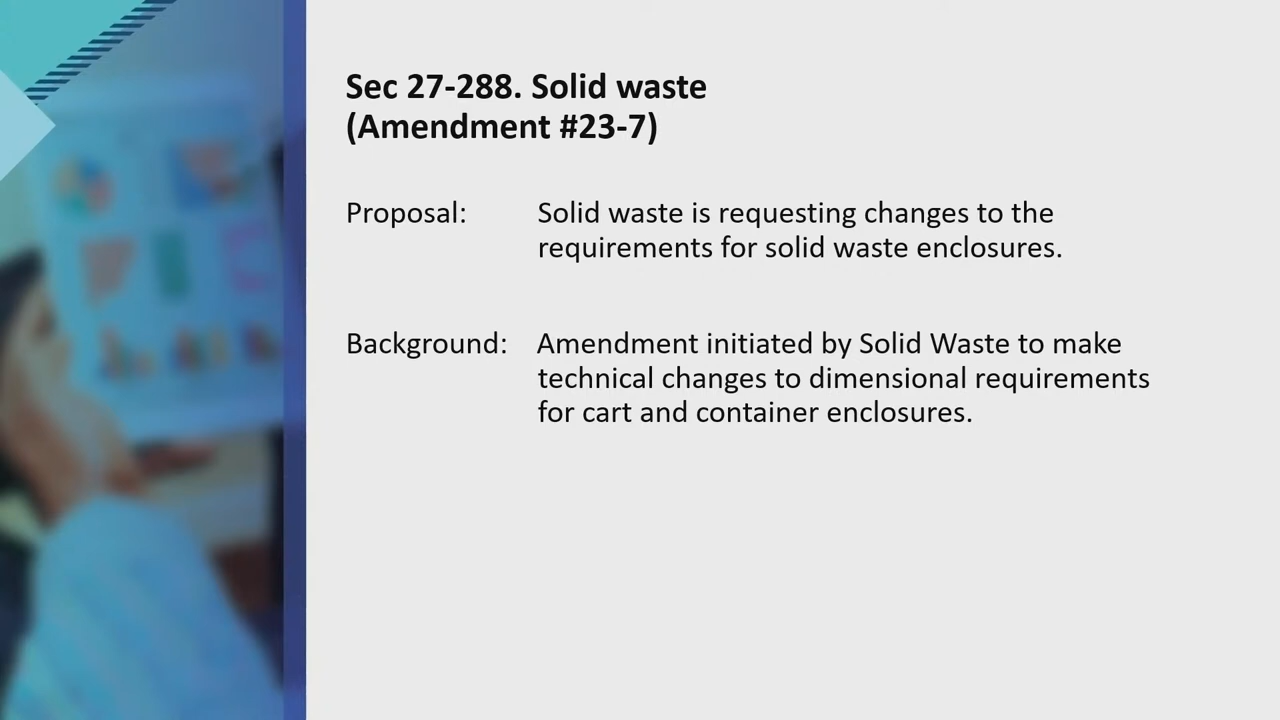 Sec 27-288. Solid waste
(Amendment #23-7)
Proposal: Solid waste is requesting changes to the
requirements for solid waste enclosures.
Background: Amendment initiated by Solid Waste to make
technical changes to dimensional requirements
for cart and container enclosures.